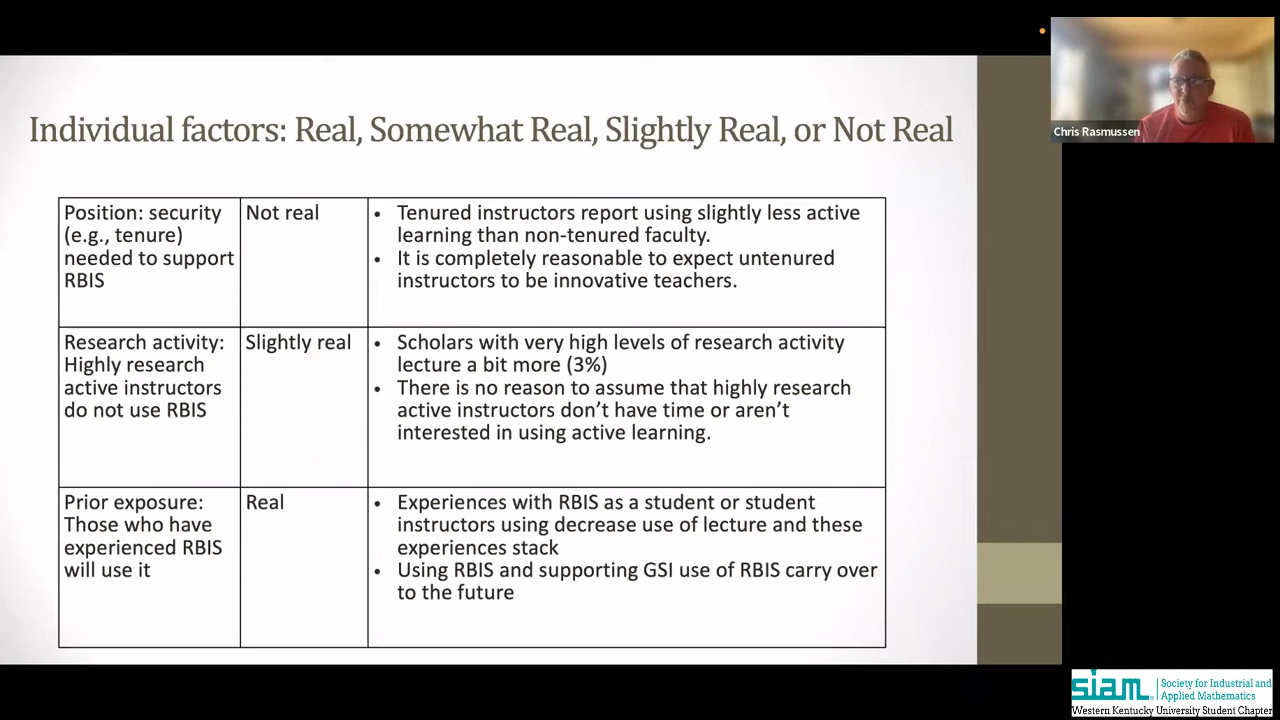 Individual factors: Real, Somewhat Real, Slightly Real, or Not Real
Position: security
(e.g., tenure)
needed to support
RBIS
Not real
• Tenured instructors report using slightly less active
learning than non-tenured faculty.
• It is completely reasonable to expect untenured
instructors to be innovative teachers.
Research activity:
Highly research
active instructors
do not use RBIS
Slightly real
• Scholars with very high levels of research activity
lecture a bit more (3%)
• There is no reason to assume that highly research
active instructors don’t have time or aren’t
interested in using active learning.
Prior exposure:
Those who have
experienced RBIS
will use it
Real
• Experiences with RBIS as a student or student
instructors using decrease use of lecture and these
experiences stack
• Using RBIS and supporting GSI use of RBIS carry over
to the future
Chris Rasmussen
siam
Society for Industrial and
Applied Mathematics
Western Kentucky University Student Chapter